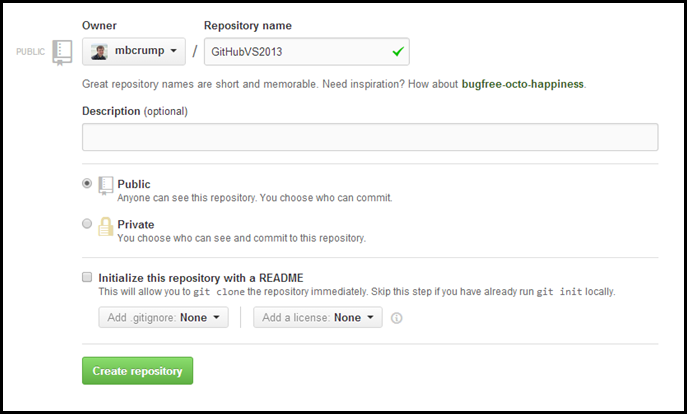 Owner Repository name
PUBLIC mbcrump / GitHubVS2013
Great repository names are short and memorable. Need inspiration? How about bugfree-octo-happiness.
Description (optional)
Public
Anyone can see this repository. You choose who can commit.
Private
You choose who can see and commit to this repository.
Initialize this repository with a README
This will allow you to git clone the repository immediately. Skip this step if you have already run git init locally.
Add .gitignore: None Add a license: None
Create repository